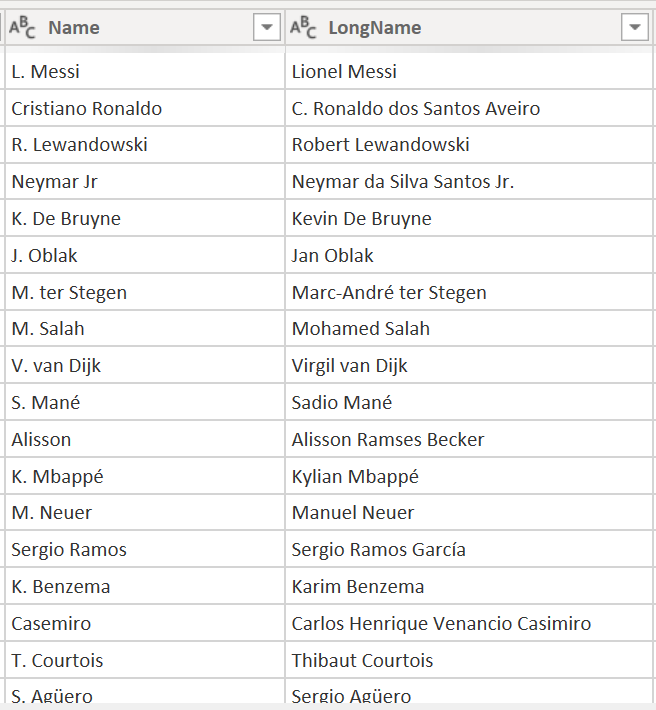 ABC Name ABC LongName
L. Messi Lionel Messi
Cristiano Ronaldo C. Ronaldo dos Santos Aveiro
R. Lewandowski Robert Lewandowski
Neymar Jr Neymar da Silva Santos Jr.
K. De Bruyne Kevin De Bruyne
J. Oblak Jan Oblak
M. ter Stegen Marc-André ter Stegen
M. Salah Mohamed Salah
V. van Dijk Virgil van Dijk
S. Mané Sadio Mané
Alisson Alisson Ramses Becker
K. Mbappé Kylian Mbappé
M. Neuer Manuel Neuer
Sergio Ramos Sergio Ramos García
K. Benzema Karim Benzema
Casemiro Carlos Henrique Venancio Casimiro
T. Courtois Thibaut Courtois
S. Agüero Sergio Agüero